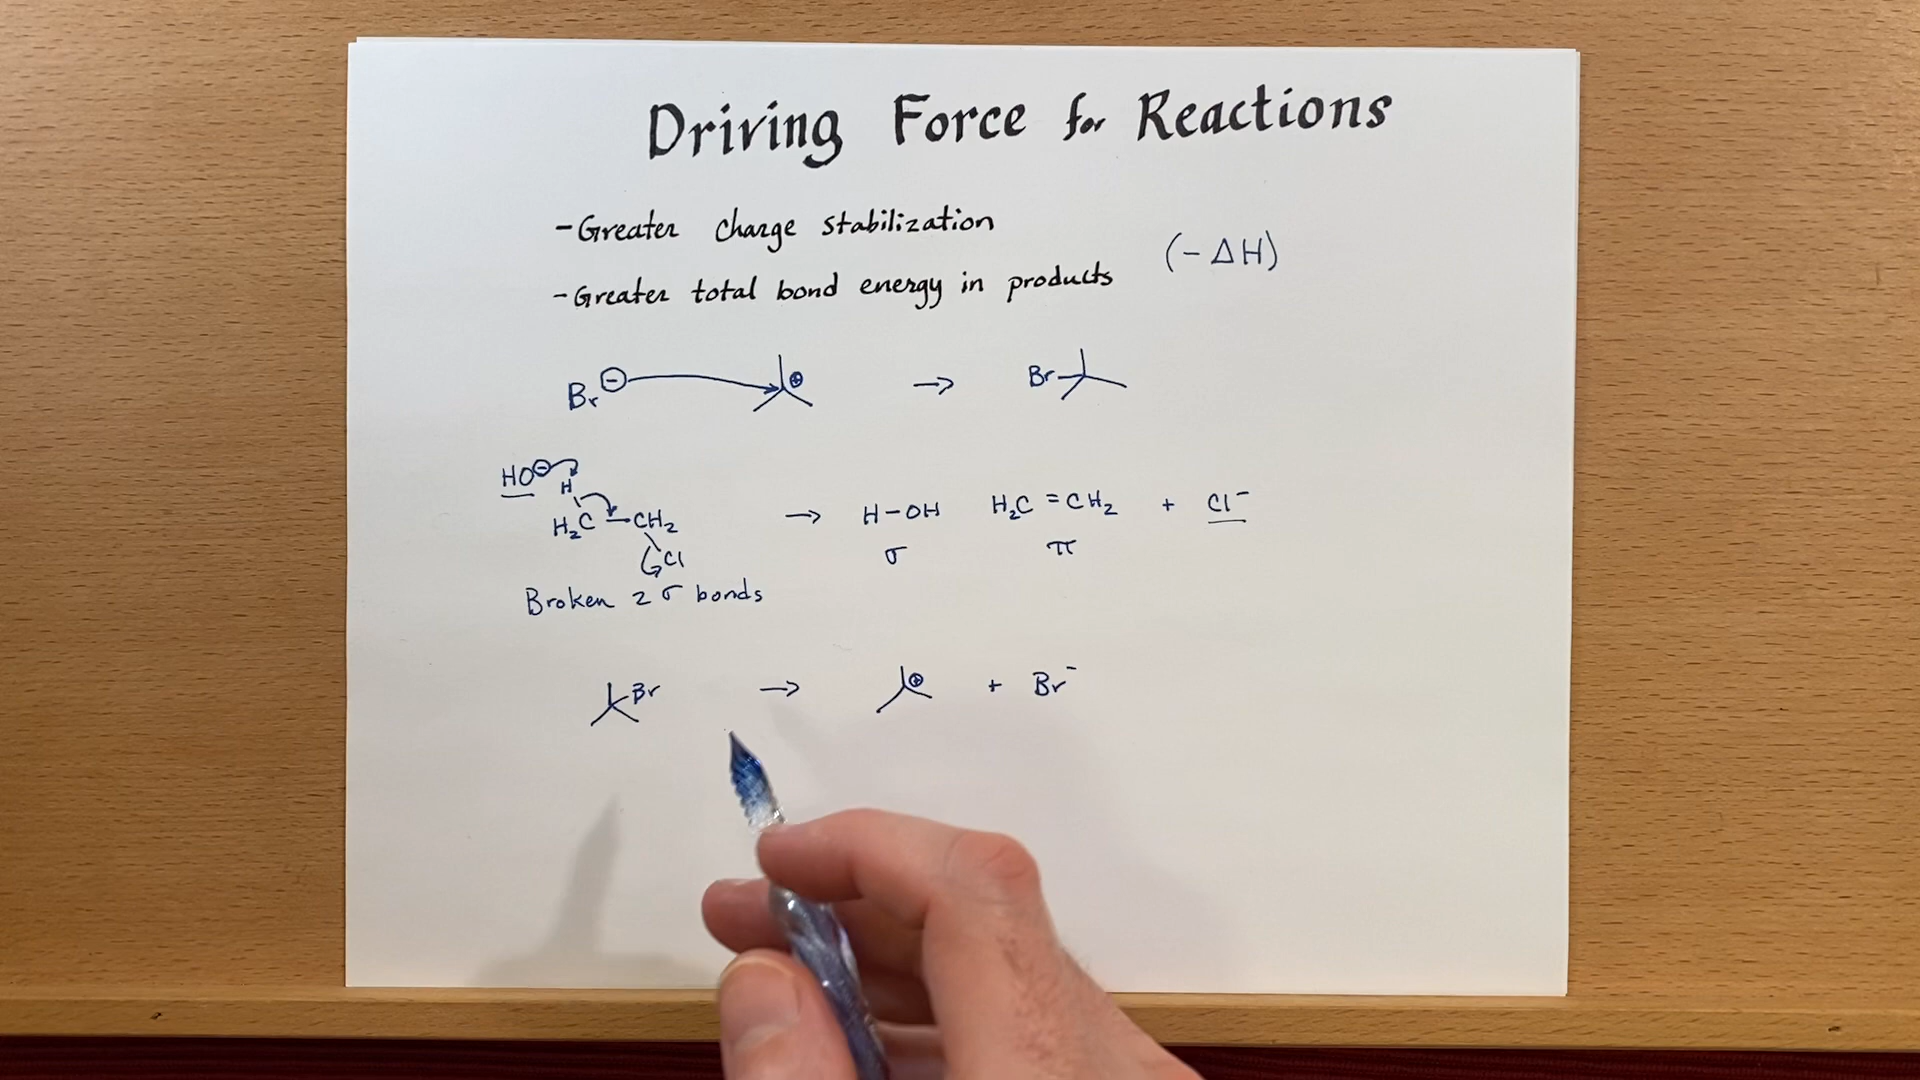 Driving Force for Reactions
-Greater charge stabilization
(-ΔH)
-Greater total bond energy in products
Br⊖ ⊕ → Br
HO⊖
H
H₂C-CH₂ → H-OH H₂C=CH₂ + Cl⁻
Cl σ π
Broken 2 σ bonds
Br → ⊕ + Br⁻